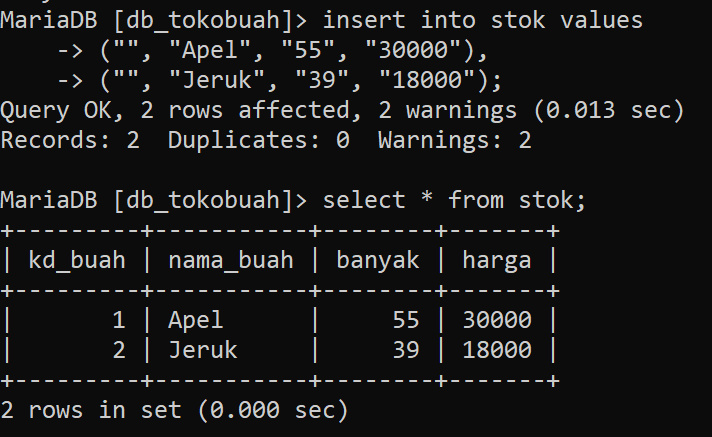 MariaDB [db_tokobuah]> insert into stok values
    -> ("", "Apel", "55", "30000"),
    -> ("", "Jeruk", "39", "18000");
Query OK, 2 rows affected, 2 warnings (0.013 sec)
Records: 2  Duplicates: 0  Warnings: 2

MariaDB [db_tokobuah]> select * from stok;
+---------+-----------+--------+-------+
| kd_buah | nama_buah | banyak | harga |
+---------+-----------+--------+-------+
|       1 | Apel      |     55 | 30000 |
|       2 | Jeruk     |     39 | 18000 |
+---------+-----------+--------+-------+
2 rows in set (0.000 sec)